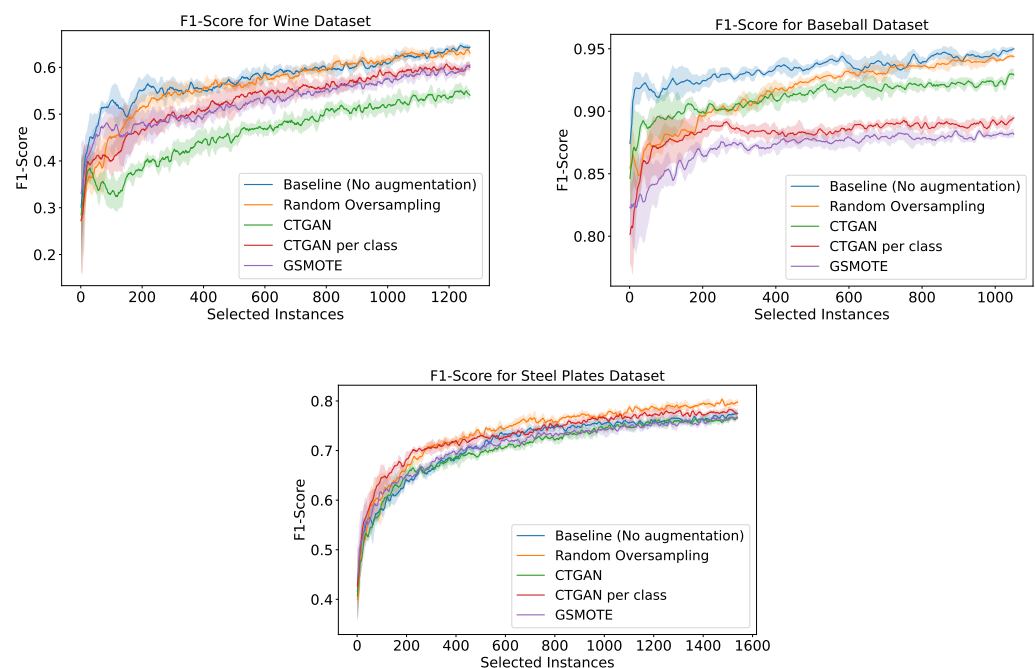 F1-Score for Wine Dataset
F1-Score
0.6
0.5
0.4
0.3
0.2
Baseline (No augmentation)
Random Oversampling
CTGAN
CTGAN per class
GSMOTE
0 200 400 600 800 1000 1200
Selected Instances
F1-Score for Baseball Dataset
F1-Score
0.95
0.90
0.85
0.80
Baseline (No augmentation)
Random Oversampling
CTGAN
CTGAN per class
GSMOTE
0 200 400 600 800 1000
Selected Instances
F1-Score for Steel Plates Dataset
F1-Score
0.8
0.7
0.6
0.5
0.4
Baseline (No augmentation)
Random Oversampling
CTGAN
CTGAN per class
GSMOTE
0 200 400 600 800 1000 1200 1400 1600
Selected Instances